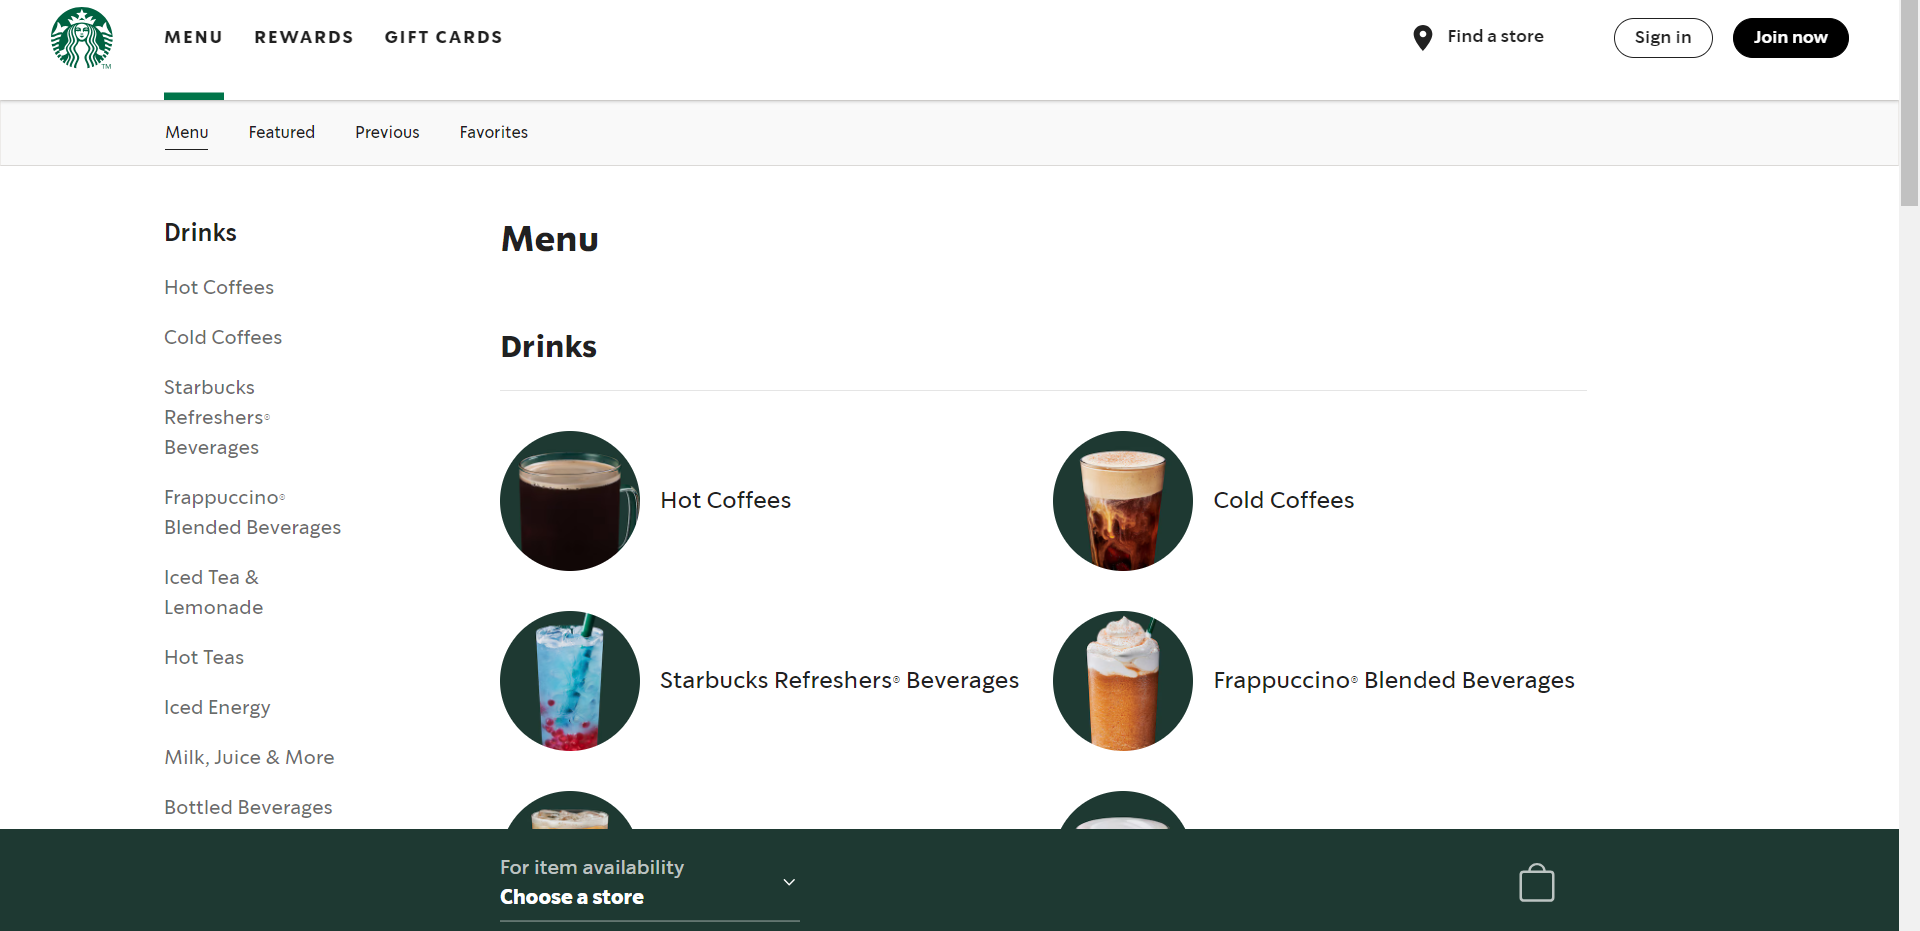 TM
MENU REWARDS GIFT CARDS
Find a store
Sign in
Join now
Menu Featured Previous Favorites
Drinks
Hot Coffees
Cold Coffees
Starbucks
Refreshers®
Beverages
Frappuccino®
Blended Beverages
Iced Tea &
Lemonade
Hot Teas
Iced Energy
Milk, Juice & More
Bottled Beverages
Menu
Drinks
Hot Coffees
Cold Coffees
Starbucks Refreshers® Beverages
Frappuccino® Blended Beverages
For item availability
Choose a store